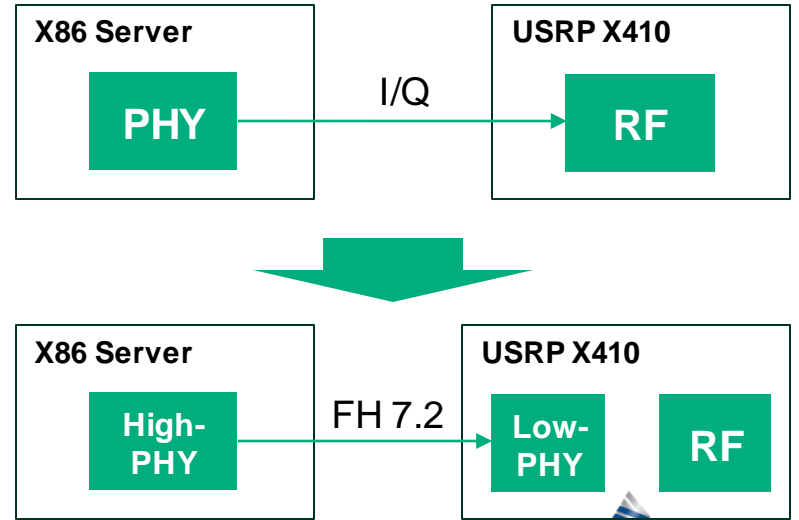 X86 Server
USRP X410
PHY
I/Q
RF
X86 Server
USRP X410
High-
PHY
FH 7.2
Low-
PHY
RF